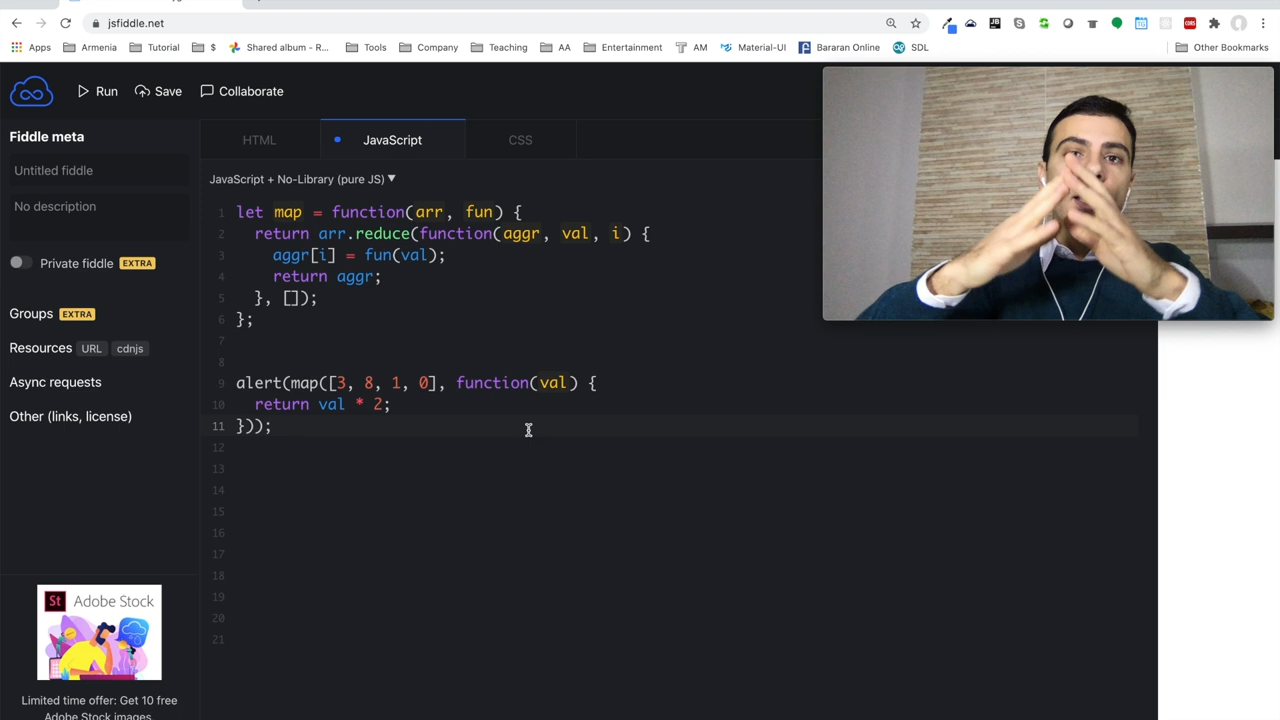 jsfiddle.net
Apps Armenia Tutorial $ Shared album - R... Tools Company Teaching AA Entertainment AM Material-UI Bararan Online SDL Other Bookmarks
Run Save Collaborate
Fiddle meta
Untitled fiddle
No description
Private fiddle EXTRA
Groups EXTRA
Resources URL cdnjs
Async requests
Other (links, license)
St Adobe Stock
Limited time offer: Get 10 free
Adobe Stock images
HTML JavaScript CSS
JavaScript + No-Library (pure JS)
1 let map = function(arr, fun) {
2 return arr.reduce(function(aggr, val, i) {
3 aggr[i] = fun(val);
4 return aggr;
5 }, []);
6 };
7
8
9 alert(map([3, 8, 1, 0], function(val) {
10 return val * 2;
11 }));
12
13
14
15
16
17
18
19
20
21